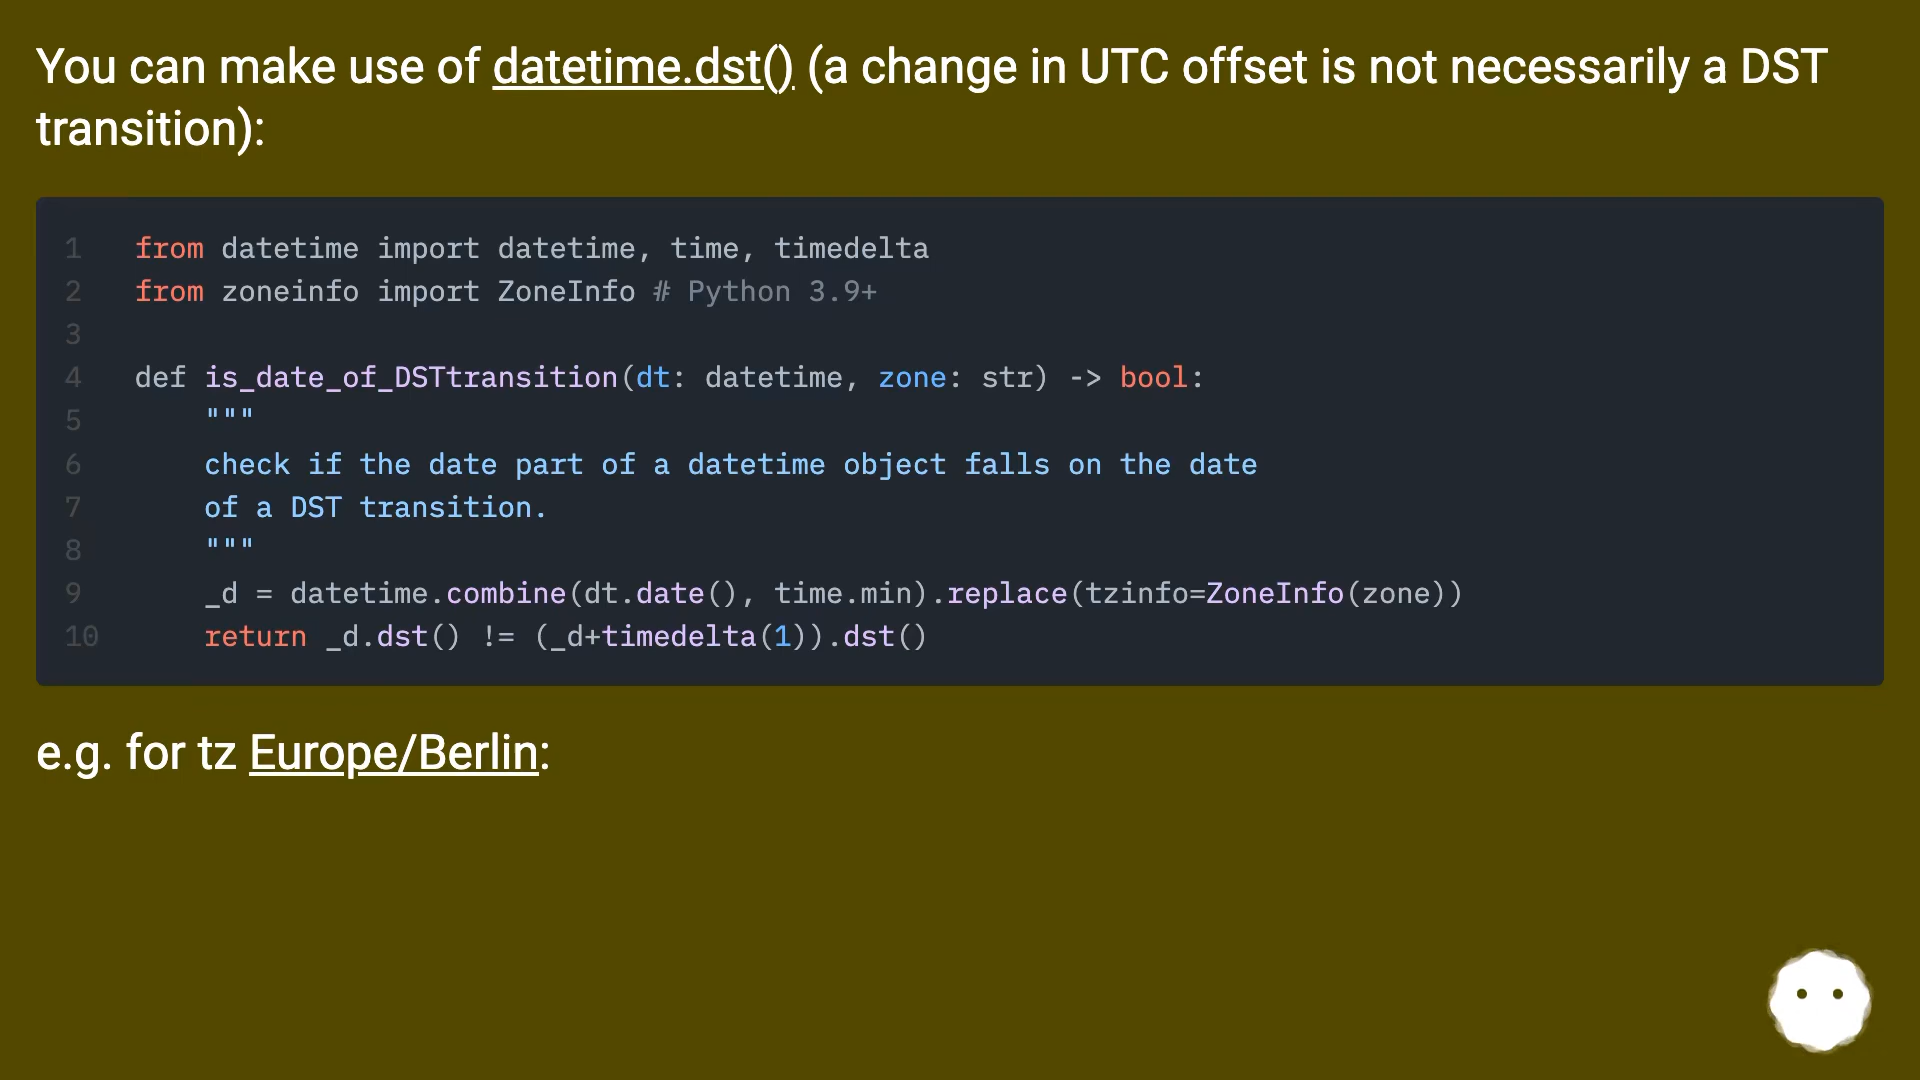 You can make use of datetime.dst() (a change in UTC offset is not necessarily a DST
transition):
1 from datetime import datetime, time, timedelta
2 from zoneinfo import ZoneInfo # Python 3.9+
3
4 def is_date_of_DSTtransition(dt: datetime, zone: str) -> bool:
5     """
6     check if the date part of a datetime object falls on the date
7     of a DST transition.
8     """
9     _d = datetime.combine(dt.date(), time.min).replace(tzinfo=ZoneInfo(zone))
10     return _d.dst() != (_d+timedelta(1)).dst()
e.g. for tz Europe/Berlin: